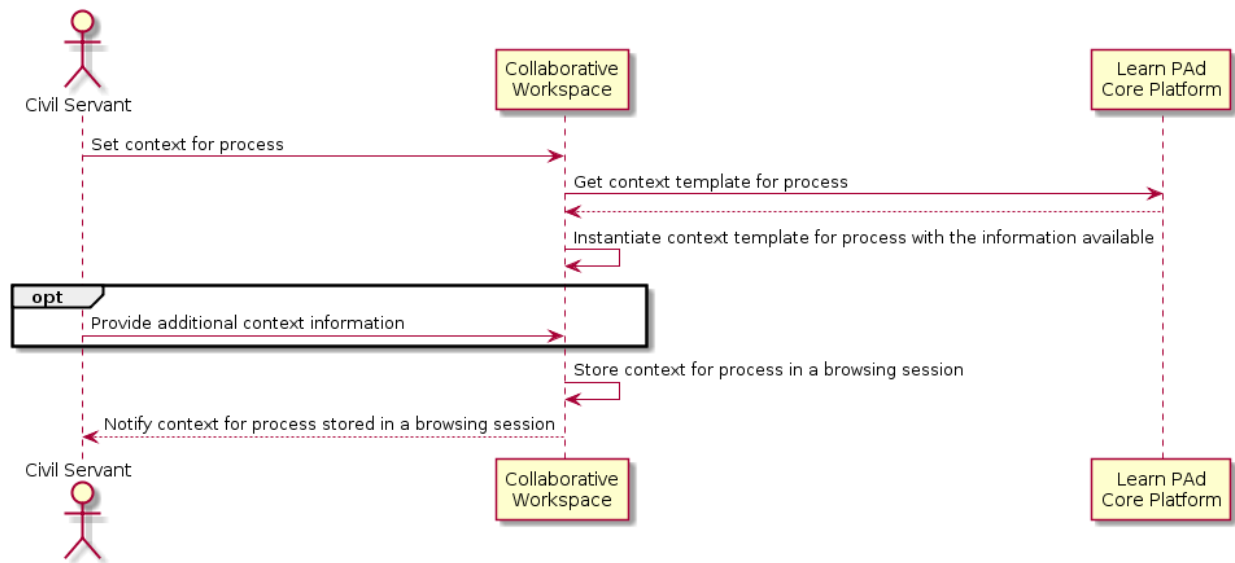 Civil Servant
Collaborative
Workspace
Learn PAd
Core Platform
Set context for process
Get context template for process
Instantiate context template for process with the information available
opt
Provide additional context information
Store context for process in a browsing session
Notify context for process stored in a browsing session
Civil Servant
Collaborative
Workspace
Learn PAd
Core Platform